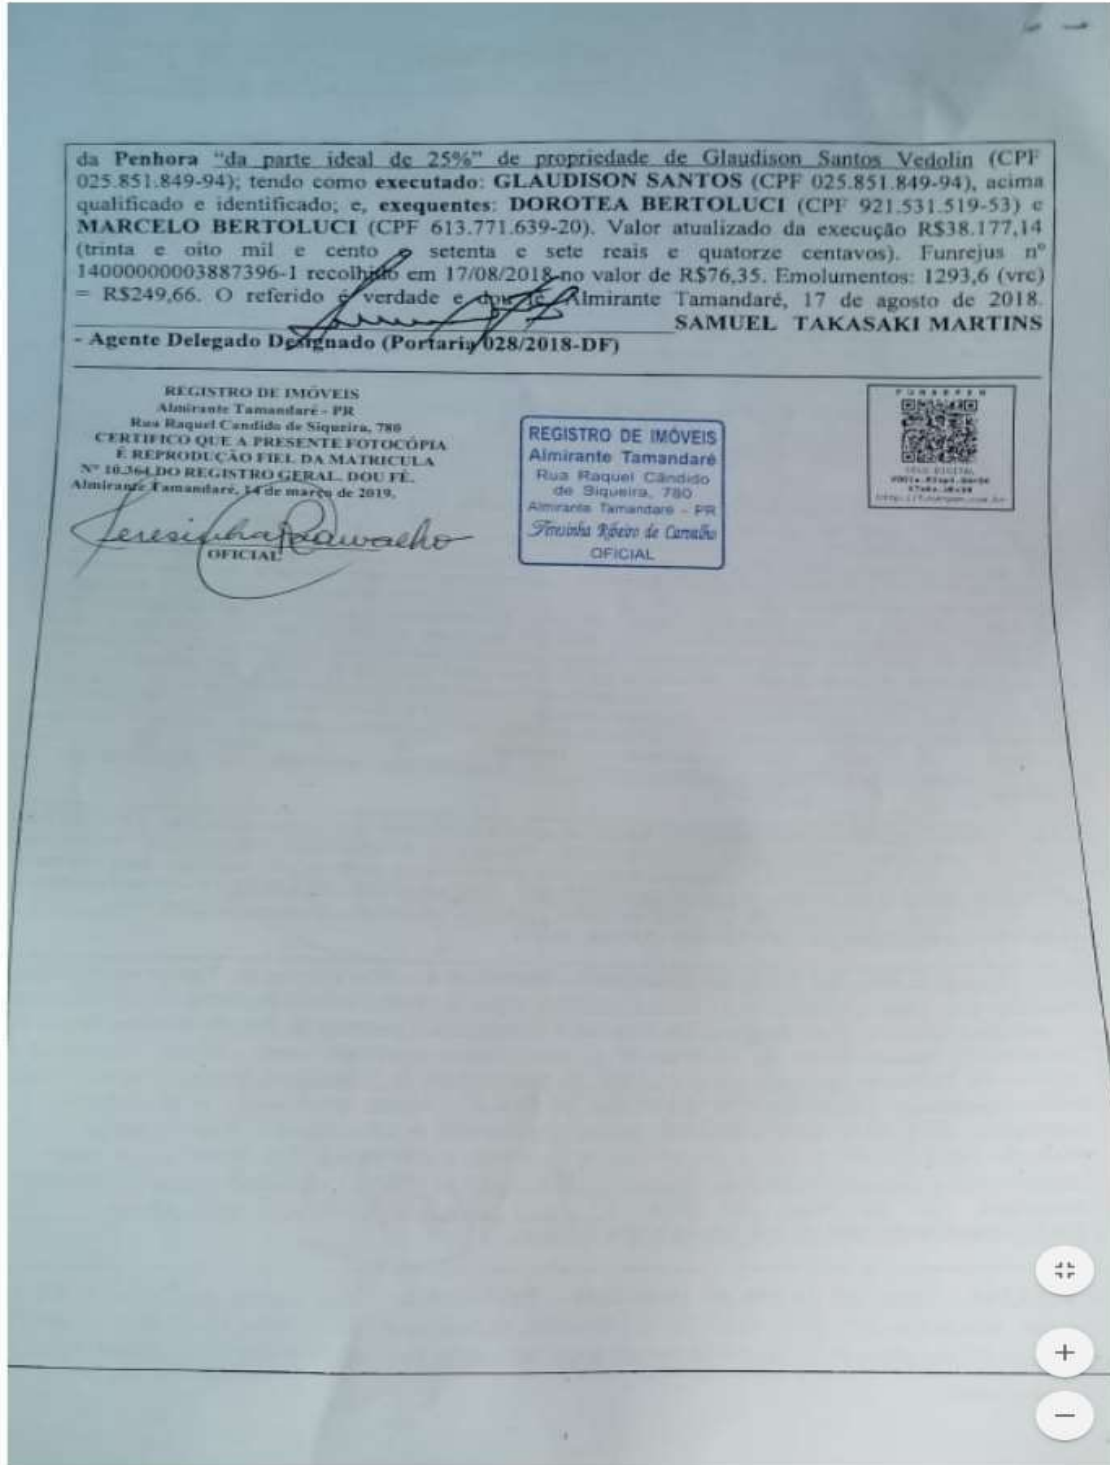 da Penhora "da parte ideal de 25%" de propriedade de Glaudison Santos Vedolin (CPF
025.851.849-94); tendo como executado: GLAUDISON SANTOS (CPF 025.851.849-94), acima
qualificado e identificado; e, exequentes: DOROTEA BERTOLUCI (CPF 921.531.519-53) e
MARCELO BERTOLUCI (CPF 613.771.639-20). Valor atualizado da execução R$38.177,14
(trinta e oito mil e cento e setenta e sete reais e quatorze centavos). Funrejus nº
14000000003887396-1 recolhido em 17/08/2018 no valor de R$76,35. Emolumentos: 1293,6 (vrc)
= R$249,66. O referido é verdade e dou fé. Almirante Tamandaré, 17 de agosto de 2018.
SAMUEL TAKASAKI MARTINS
- Agente Delegado Designado (Portaria 028/2018-DF)
REGISTRO DE IMÓVEIS
Almirante Tamandaré - PR
Rua Raquel Candido de Siqueira, 780
CERTIFICO QUE A PRESENTE FOTOCÓPIA
É REPRODUÇÃO FIEL DA MATRICULA
Nº 10.364 DO REGISTRO GERAL. DOU FÉ.
Almirante Tamandaré, 14 de março de 2019.
OFICIAL
REGISTRO DE IMÓVEIS
Almirante Tamandaré
Rua Raquel Cândido
de Siqueira, 780
Almirante Tamandaré - PR
Teresinha Ribeiro de Carvalho
OFICIAL
FUNARPEN
SELO DIGITAL